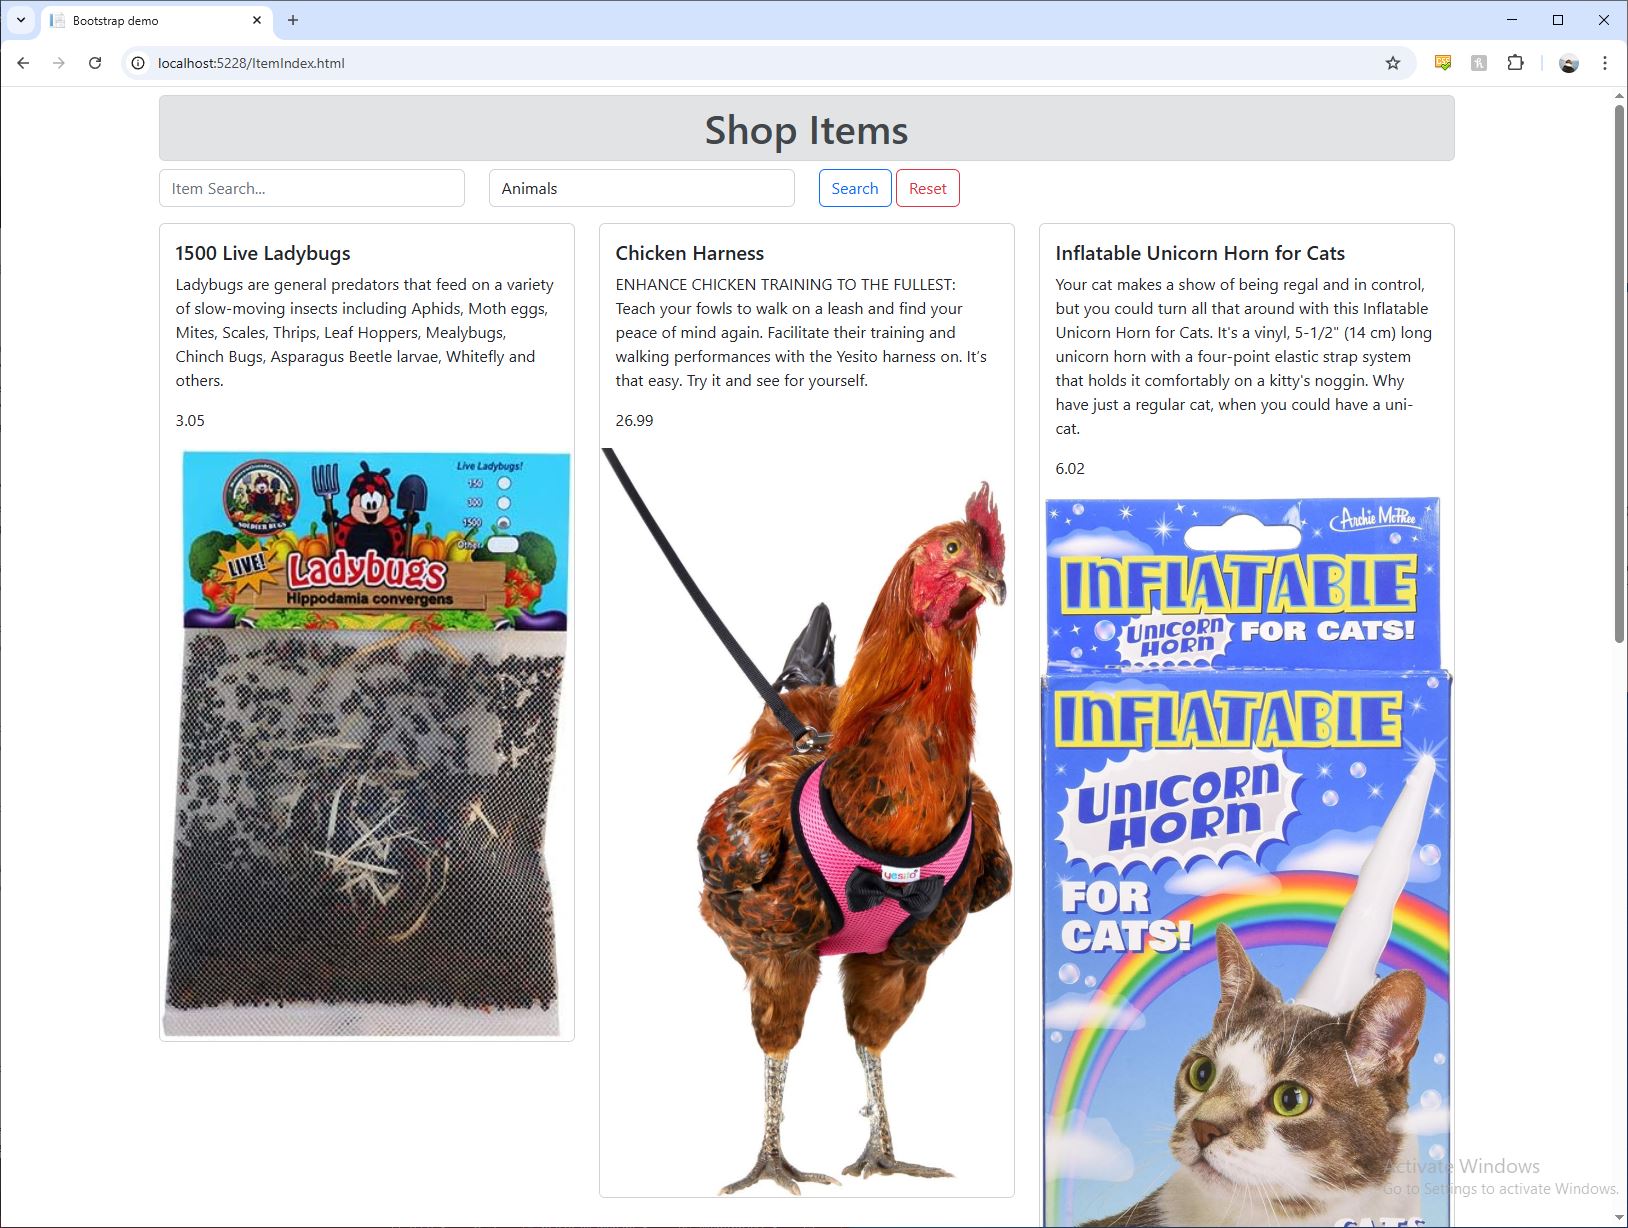 Bootstrap demo
localhost:5228/ItemIndex.html
Shop Items
Item Search...
Animals
Search
Reset
1500 Live Ladybugs
Ladybugs are general predators that feed on a variety
of slow-moving insects including Aphids, Moth eggs,
Mites, Scales, Thrips, Leaf Hoppers, Mealybugs,
Chinch Bugs, Asparagus Beetle larvae, Whitefly and
others.
3.05
Live Ladybugs!
150
300
1500
Other
SOLDIER BUGS
LIVE!
Ladybugs
Hippodamia convergens
Chicken Harness
ENHANCE CHICKEN TRAINING TO THE FULLEST:
Teach your fowls to walk on a leash and find your
peace of mind again. Facilitate their training and
walking performances with the Yesito harness on. It’s
that easy. Try it and see for yourself.
26.99
yesito
Inflatable Unicorn Horn for Cats
Your cat makes a show of being regal and in control,
but you could turn all that around with this Inflatable
Unicorn Horn for Cats. It's a vinyl, 5-1/2" (14 cm) long
unicorn horn with a four-point elastic strap system
that holds it comfortably on a kitty's noggin. Why
have just a regular cat, when you could have a uni-
cat.
6.02
Archie McPhee
INFLATABLE
UNICORN
HORN
FOR CATS!
INFLATABLE
UNICORN
HORN
FOR
CATS!
Activate Windows
Go to Settings to activate Windows.